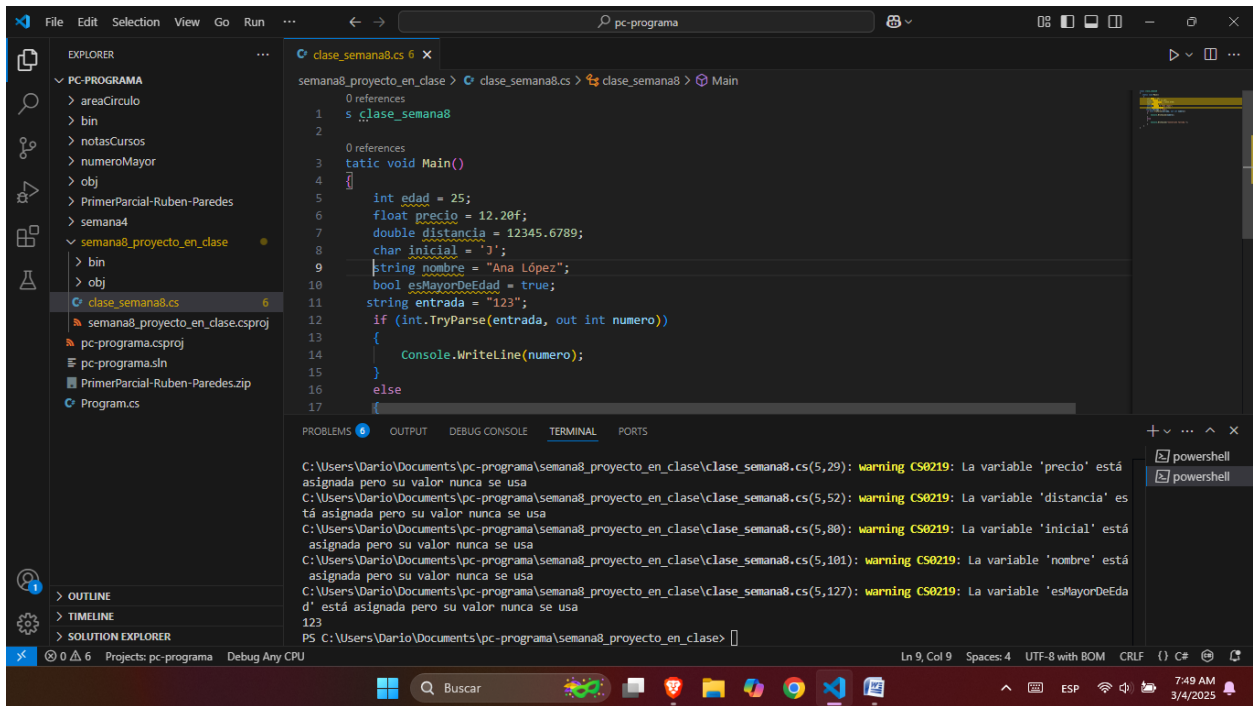 File Edit Selection View Go Run ··· pc-programa
EXPLORER ···
PC-PROGRAMA
areaCirculo
bin
notasCursos
numeroMayor
obj
PrimerParcial-Ruben-Paredes
semana4
semana8_proyecto_en_clase
bin
obj
clase_semana8.cs 6
semana8_proyecto_en_clase.csproj
pc-programa.csproj
pc-programa.sln
PrimerParcial-Ruben-Paredes.zip
Program.cs
OUTLINE
TIMELINE
SOLUTION EXPLORER
clase_semana8.cs 6
semana8_proyecto_en_clase > clase_semana8.cs > clase_semana8 > Main
0 references
1 s clase_semana8
2
0 references
3 tatic void Main()
4 {
5 int edad = 25;
6 float precio = 12.20f;
7 double distancia = 12345.6789;
8 char inicial = 'J';
9 string nombre = "Ana López";
10 bool esMayorDeEdad = true;
11 string entrada = "123";
12 if (int.TryParse(entrada, out int numero))
13 {
14 Console.WriteLine(numero);
15 }
16 else
17 {
PROBLEMS 6 OUTPUT DEBUG CONSOLE TERMINAL PORTS
C:\Users\Dario\Documents\pc-programa\semana8_proyecto_en_clase\clase_semana8.cs(5,29): warning CS0219: La variable 'precio' está
asignada pero su valor nunca se usa
C:\Users\Dario\Documents\pc-programa\semana8_proyecto_en_clase\clase_semana8.cs(5,52): warning CS0219: La variable 'distancia' es
tá asignada pero su valor nunca se usa
C:\Users\Dario\Documents\pc-programa\semana8_proyecto_en_clase\clase_semana8.cs(5,80): warning CS0219: La variable 'inicial' está
asignada pero su valor nunca se usa
C:\Users\Dario\Documents\pc-programa\semana8_proyecto_en_clase\clase_semana8.cs(5,101): warning CS0219: La variable 'nombre' está
asignada pero su valor nunca se usa
C:\Users\Dario\Documents\pc-programa\semana8_proyecto_en_clase\clase_semana8.cs(5,127): warning CS0219: La variable 'esMayorDeEda
d' está asignada pero su valor nunca se usa
123
PS C:\Users\Dario\Documents\pc-programa\semana8_proyecto_en_clase>
powershell
powershell
1
0 6 Projects: pc-programa Debug Any CPU Ln 9, Col 9 Spaces: 4 UTF-8 with BOM CRLF {} C#
Buscar ESP 7:49 AM
3/4/2025